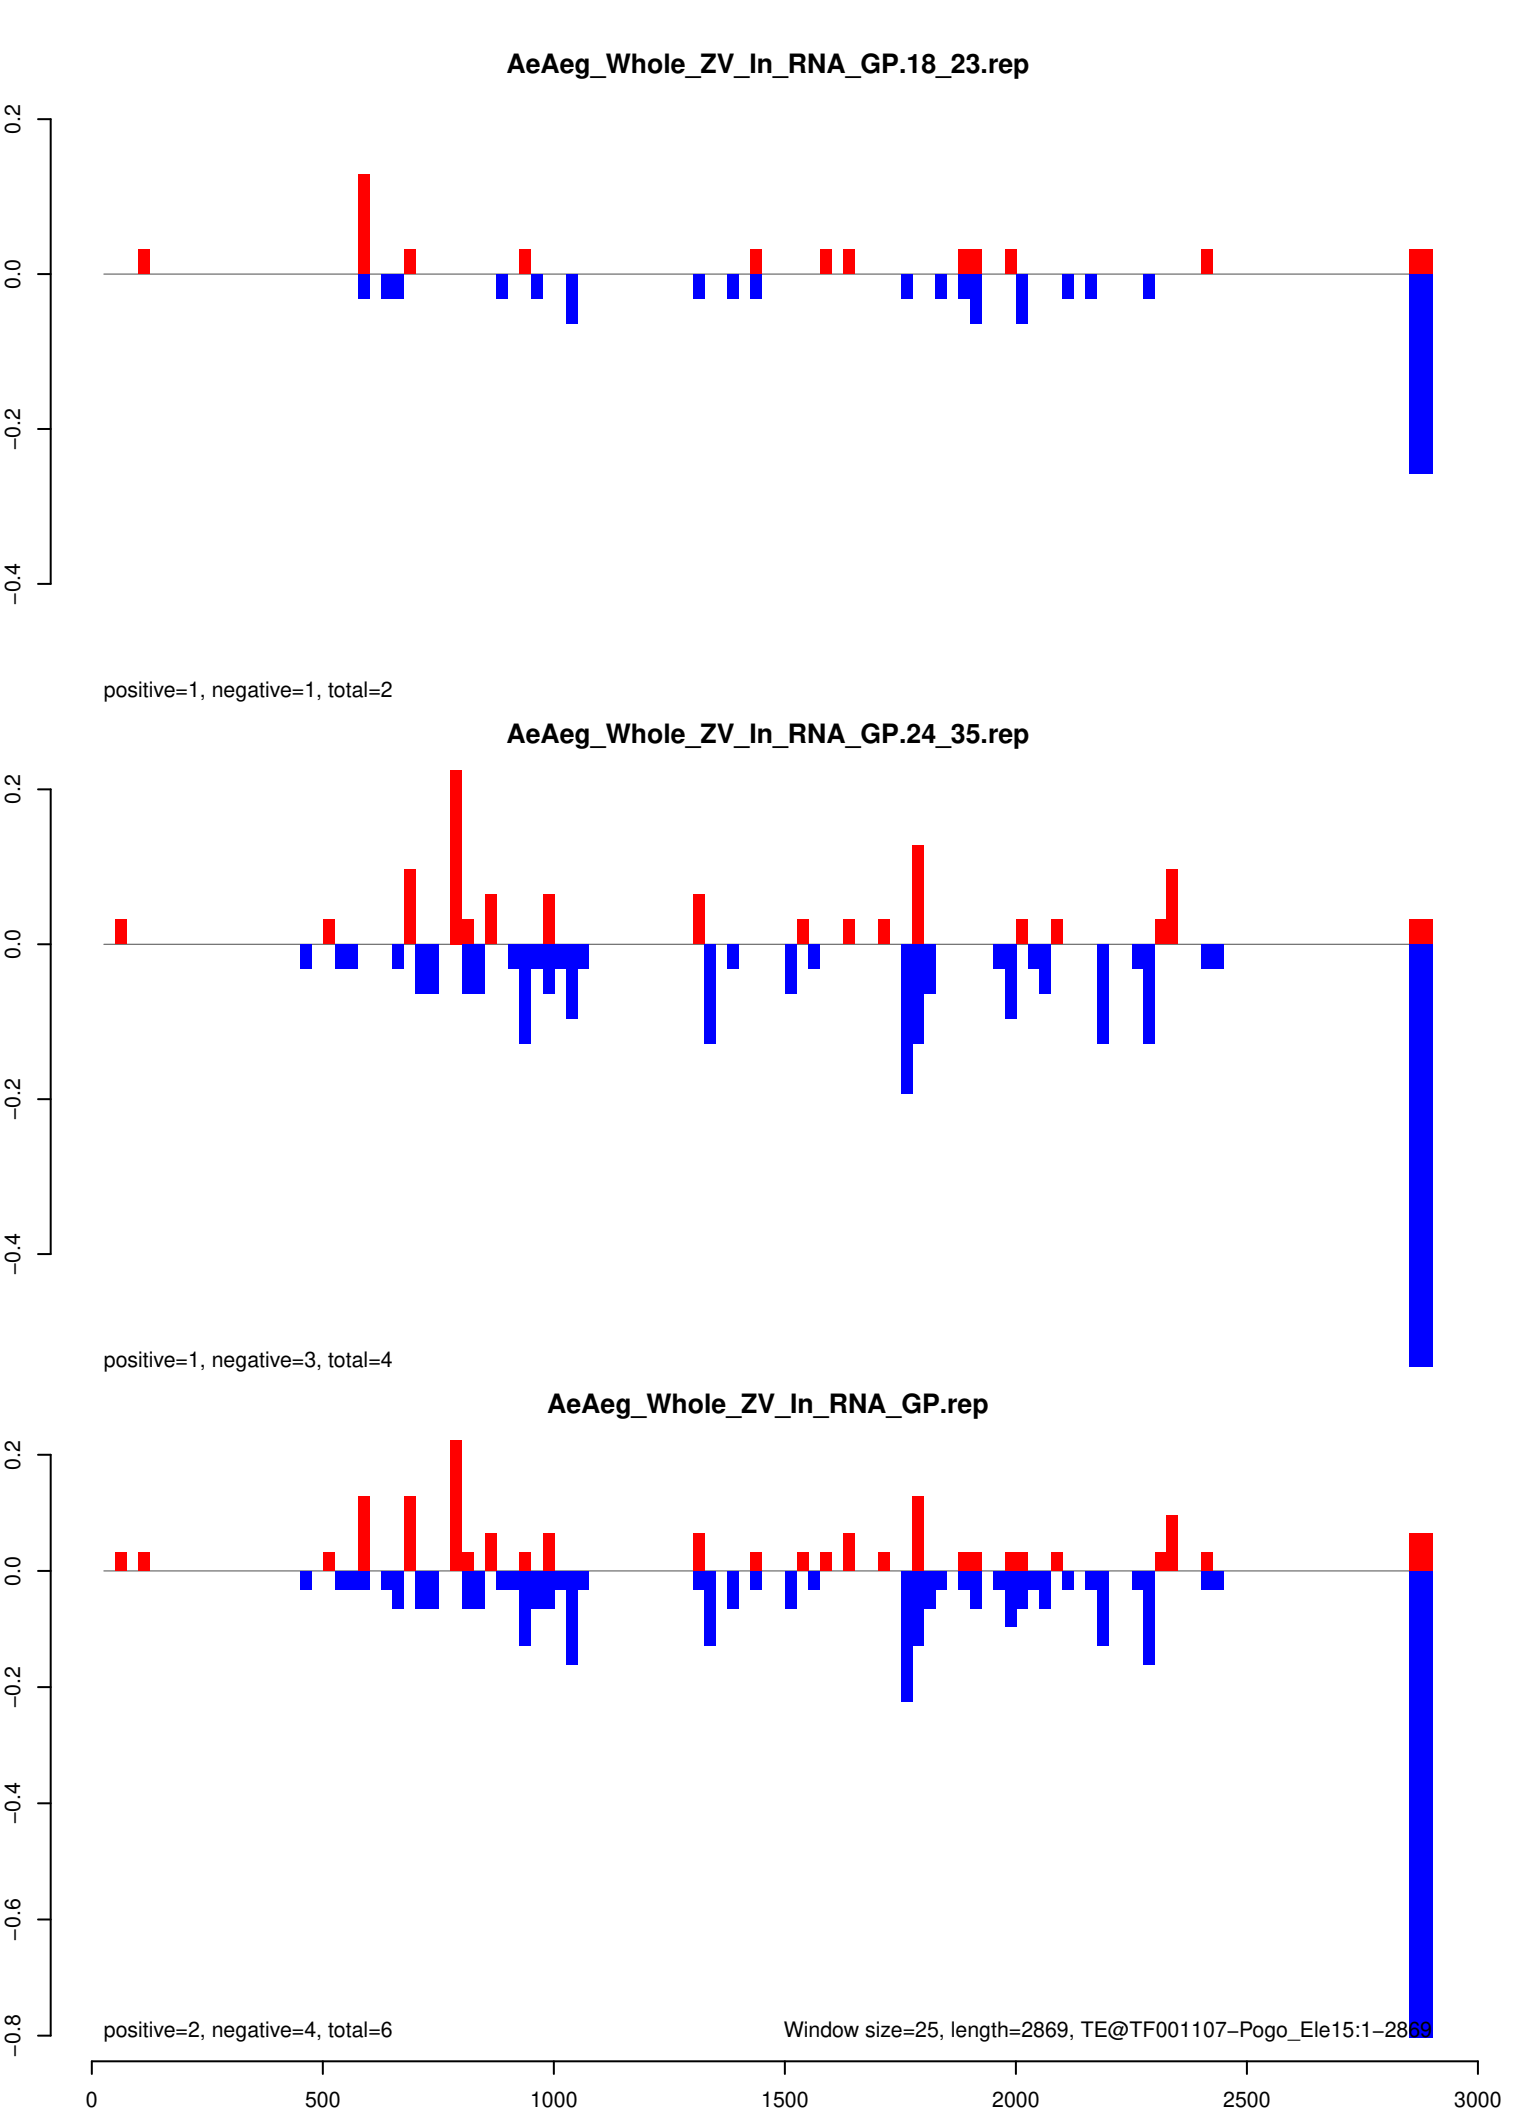 AeAeg_Whole_ZV_In_RNA_GP.18_23.rep
0.2
0.0
−0.2
−0.4
positive=1, negative=1, total=2
AeAeg_Whole_ZV_In_RNA_GP.24_35.rep
0.2
0.0
−0.2
−0.4
positive=1, negative=3, total=4
AeAeg_Whole_ZV_In_RNA_GP.rep
0.2
0.0
−0.2
−0.4
−0.6
−0.8
positive=2, negative=4, total=6
Window size=25, length=2869, TE@TF001107−Pogo_Ele15:1−2869
0 500 1000 1500 2000 2500 3000